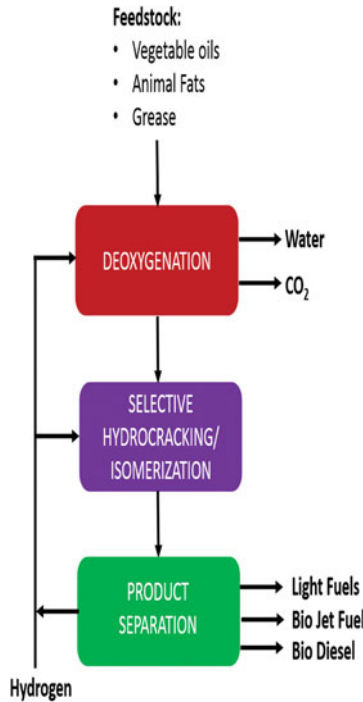 Feedstock:
• Vegetable oils
• Animal Fats
• Grease
DEOXYGENATION
Water
CO₂
SELECTIVE
HYDROCRACKING/
ISOMERIZATION
PRODUCT
SEPARATION
Light Fuels
Bio Jet Fuel
Bio Diesel
Hydrogen